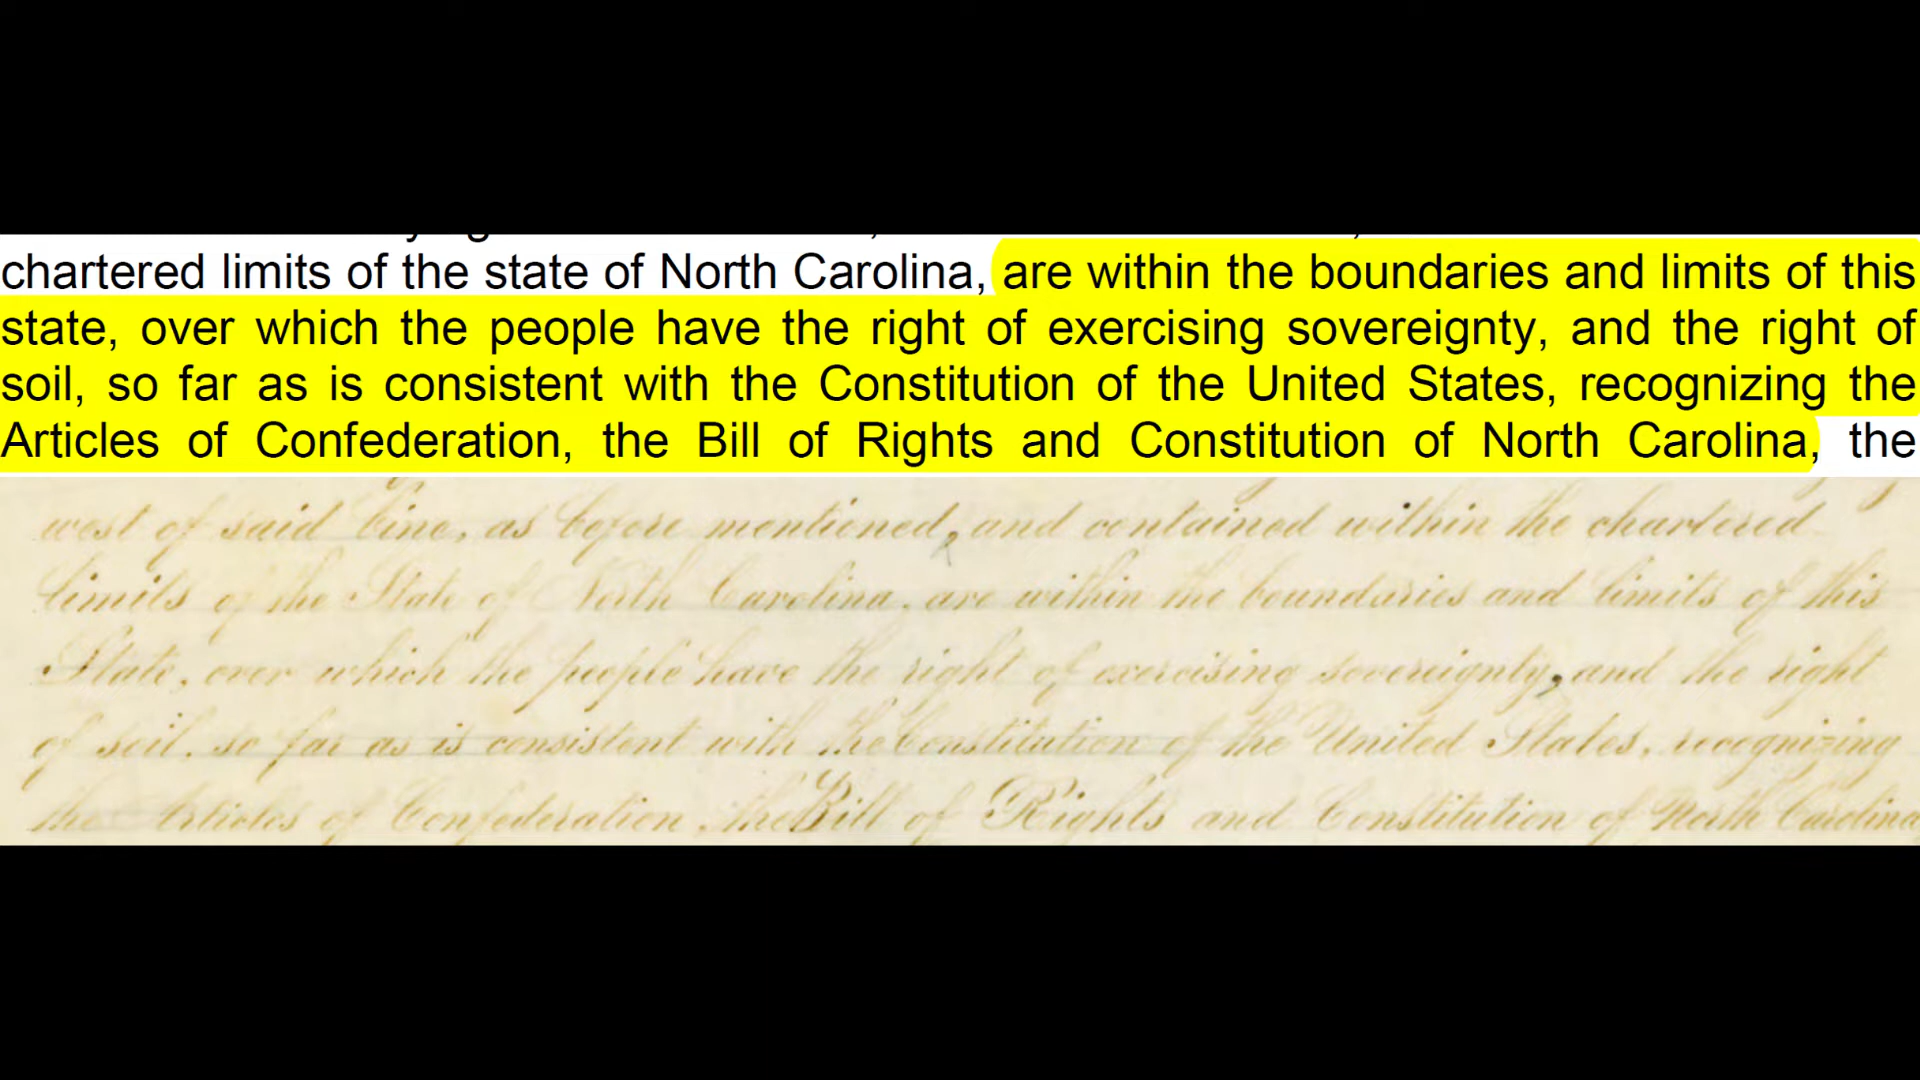 chartered limits of the state of North Carolina, are within the boundaries and limits of this
state, over which the people have the right of exercising sovereignty, and the right of
soil, so far as is consistent with the Constitution of the United States, recognizing the
Articles of Confederation, the Bill of Rights and Constitution of North Carolina, the
west of said line, as before mentioned, and contained within the chartered
limits of the State of North Carolina, are within the boundaries and limits of this
State, over which the people have the right of exercising sovereignty, and the right
of soil, so far as is consistent with the Constitution of the United States, recognizing
the Articles of Confederation, the Bill of Rights and Constitution of North Carolina